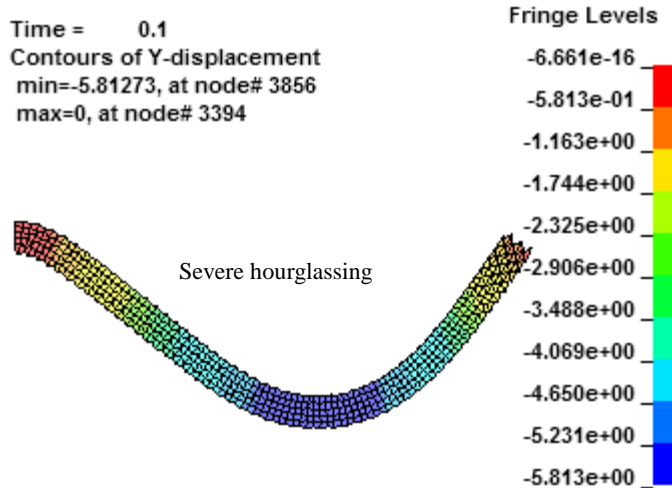 Time =      0.1
Contours of Y-displacement
min=-5.81273, at node# 3856
max=0, at node# 3394
Fringe Levels
-6.661e-16
-5.813e-01
-1.163e+00
-1.744e+00
-2.325e+00
-2.906e+00
-3.488e+00
-4.069e+00
-4.650e+00
-5.231e+00
-5.813e+00
Severe hourglassing